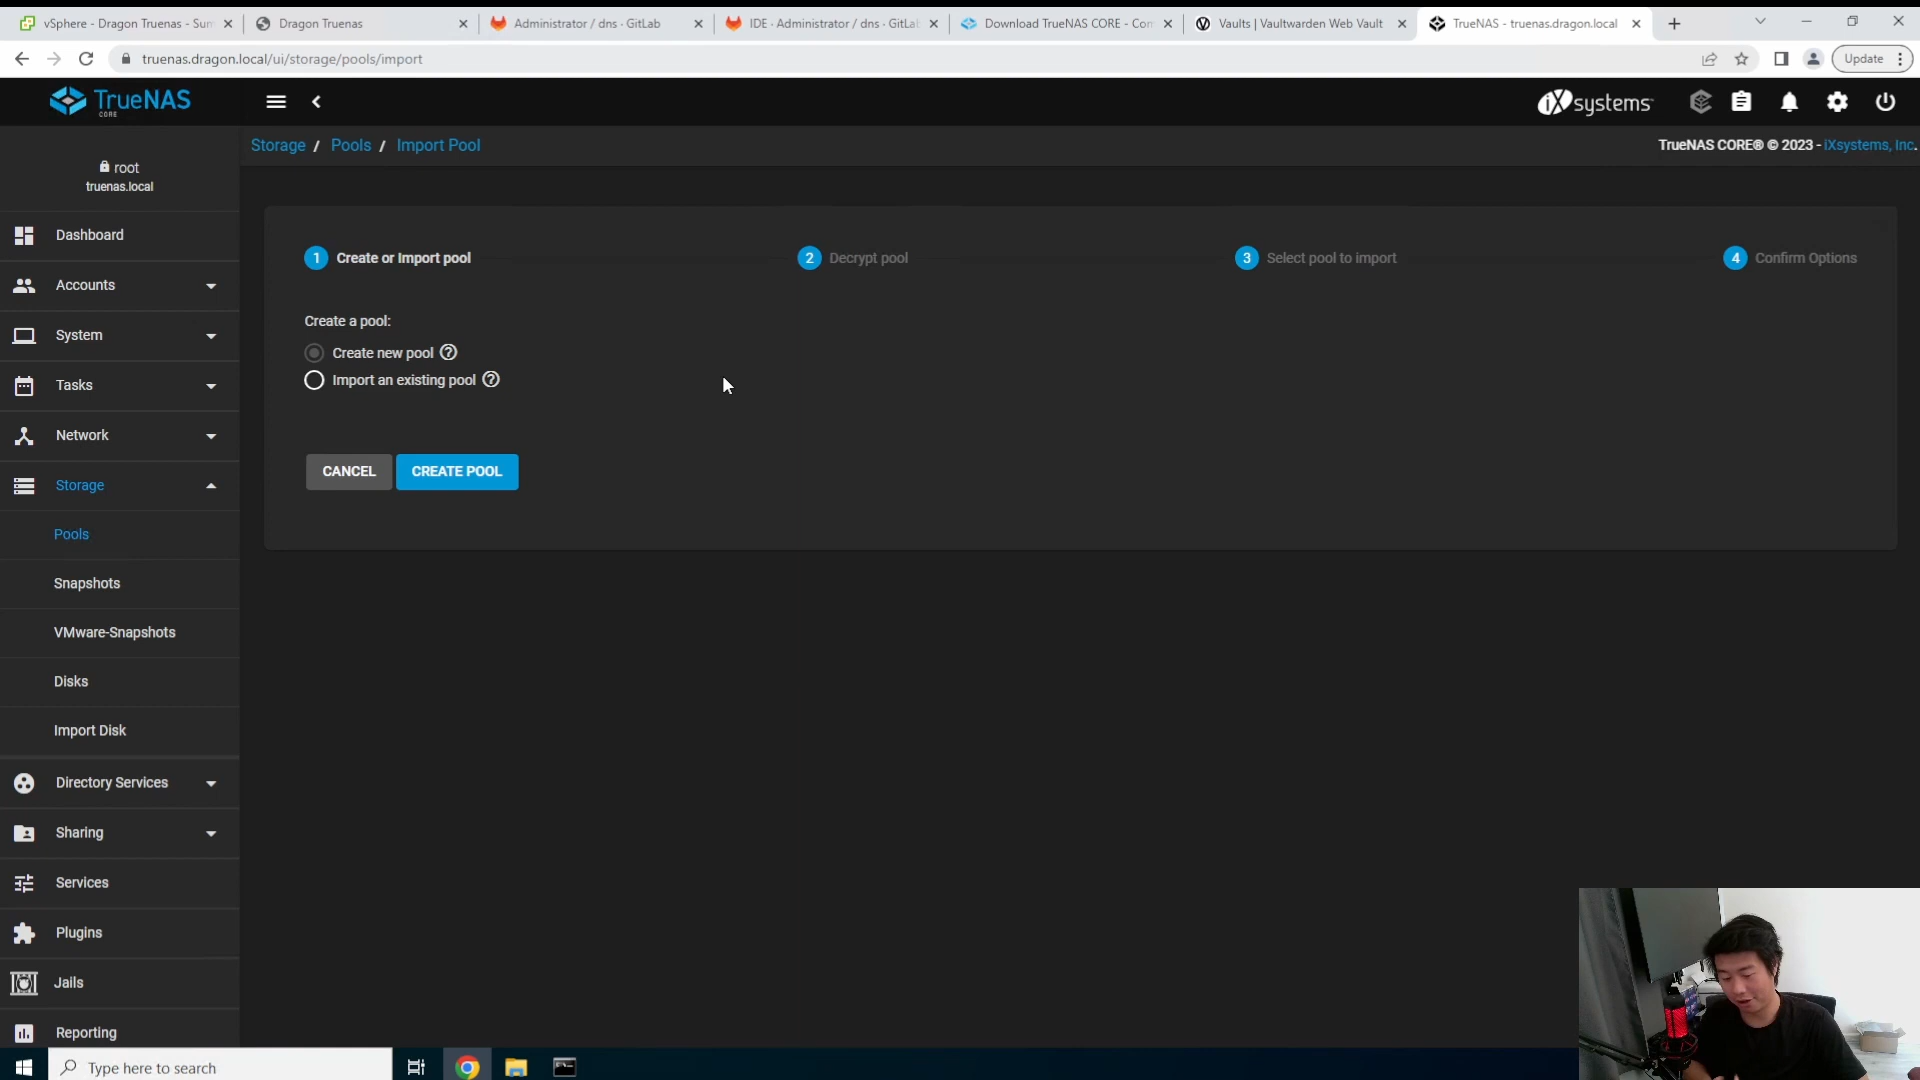 vSphere - Dragon Truenas - Sum
Dragon Truenas
Administrator / dns · GitLab
IDE · Administrator / dns · GitLa
Download TrueNAS CORE - Com
Vaults | Vaultwarden Web Vault
TrueNAS - truenas.dragon.local
truenas.dragon.local/ui/storage/pools/import
Update
TrueNAS
CORE
iXsystems
Storage / Pools / Import Pool
TrueNAS CORE® © 2023 - iXsystems, Inc.
root
truenas.local
Dashboard
Accounts
System
Tasks
Network
Storage
Pools
Snapshots
VMware-Snapshots
Disks
Import Disk
Directory Services
Sharing
Services
Plugins
Jails
Reporting
1 Create or Import pool
2 Decrypt pool
3 Select pool to import
4 Confirm Options
Create a pool:
Create new pool
Import an existing pool
CANCEL
CREATE POOL
Type here to search